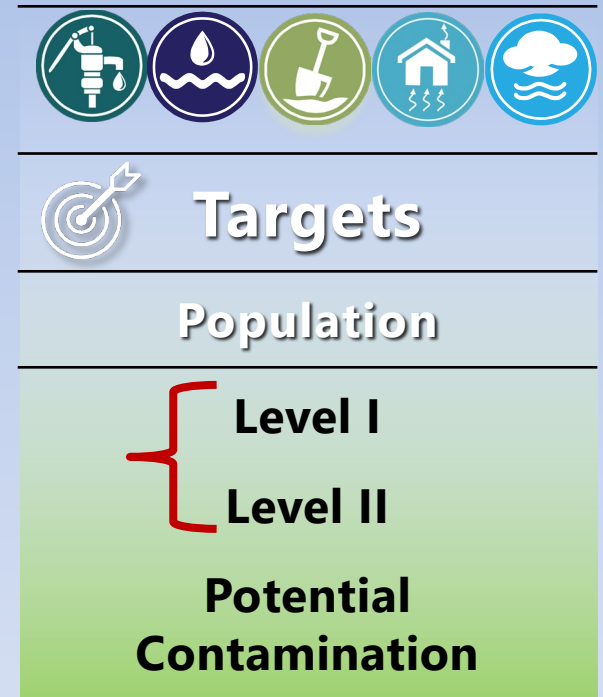 Targets
Population
Level I
Level II
Potential
Contamination